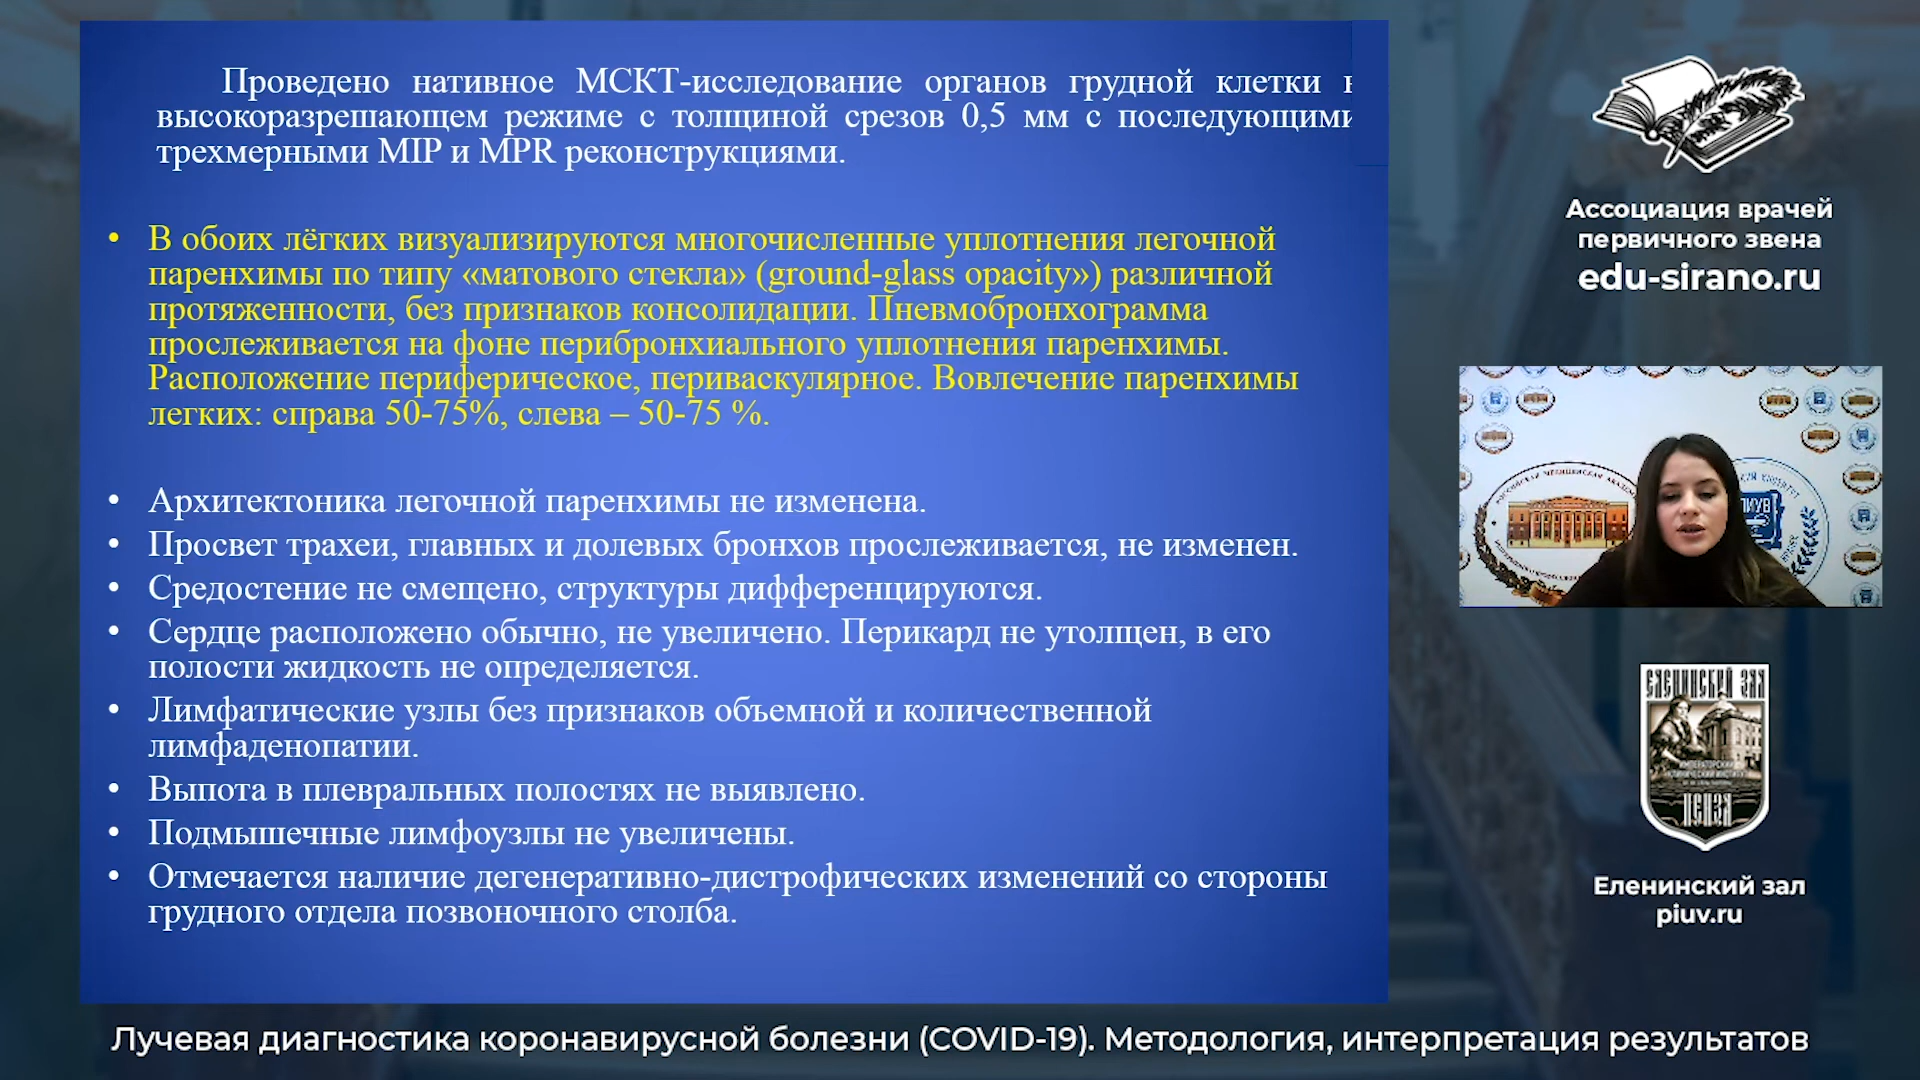 Проведено нативное МСКТ-исследование органов грудной клетки в
высокоразрешающем режиме с толщиной срезов 0,5 мм с последующими
трехмерными MIP и MPR реконструкциями.
• В обоих лёгких визуализируются многочисленные уплотнения легочной
паренхимы по типу «матового стекла» (ground-glass opacity») различной
протяженности, без признаков консолидации. Пневмобронхограмма
прослеживается на фоне перибронхиального уплотнения паренхимы.
Расположение периферическое, периваскулярное. Вовлечение паренхимы
легких: справа 50-75%, слева – 50-75 %.
• Архитектоника легочной паренхимы не изменена.
• Просвет трахеи, главных и долевых бронхов прослеживается, не изменен.
• Средостение не смещено, структуры дифференцируются.
• Сердце расположено обычно, не увеличено. Перикард не утолщен, в его
полости жидкость не определяется.
• Лимфатические узлы без признаков объемной и количественной
лимфаденопатии.
• Выпота в плевральных полостях не выявлено.
• Подмышечные лимфоузлы не увеличены.
• Отмечается наличие дегенеративно-дистрофических изменений со стороны
грудного отдела позвоночного столба.
Ассоциация врачей
первичного звена
edu-sirano.ru
ЕЛЕНИНСКИЙ ЗАЛ
ПЕНЗА
Еленинский зал
piuv.ru
Лучевая диагностика коронавирусной болезни (COVID-19). Методология, интерпретация результатов